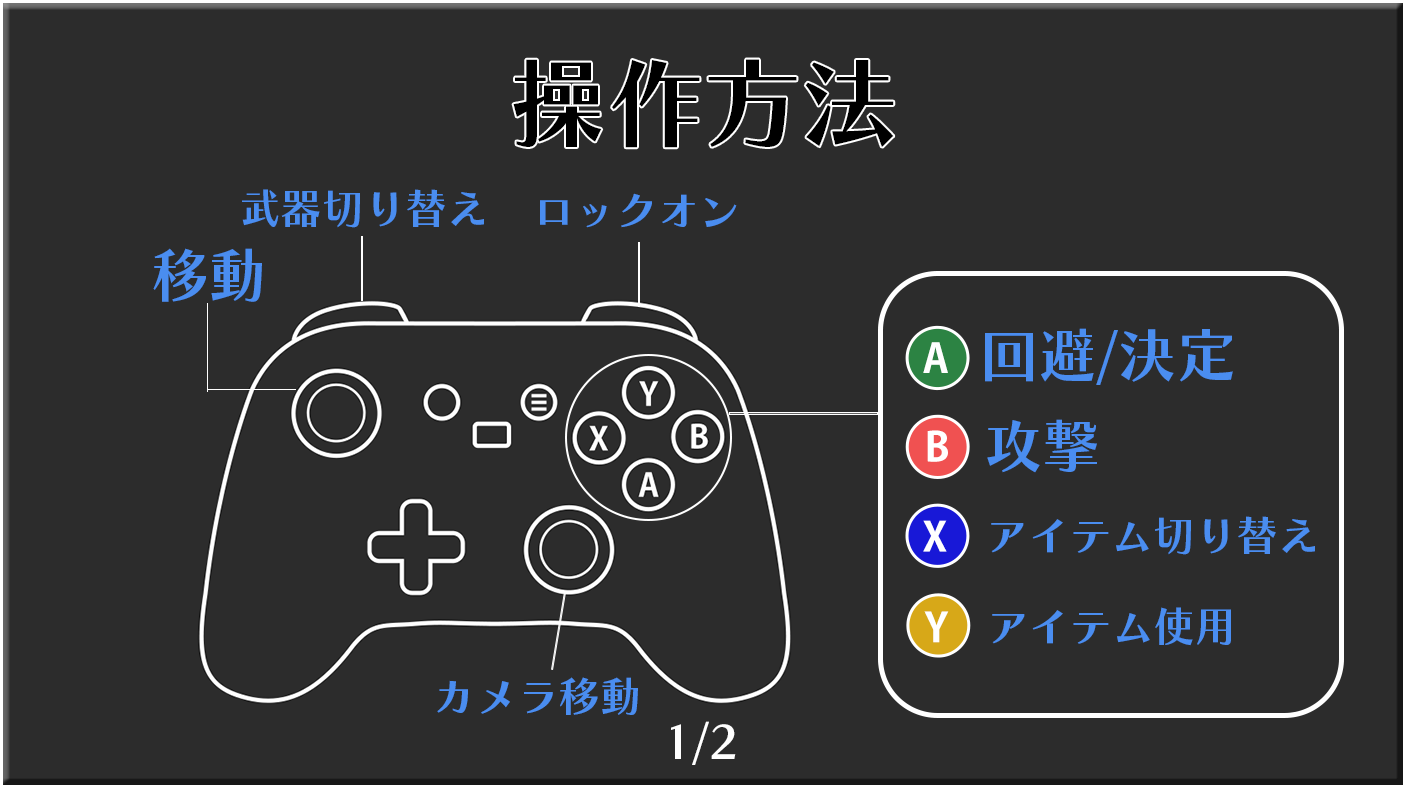 操作方法
武器切り替え
ロックオン
移動
Y
X
B
A
カメラ移動
A 回避/決定
B 攻撃
X アイテム切り替え
Y アイテム使用
1/2